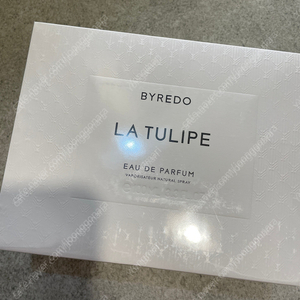 BYREDO
LA TULIPE
EAU DE PARFUM
VAPORISATEUR NATURAL SPRAY